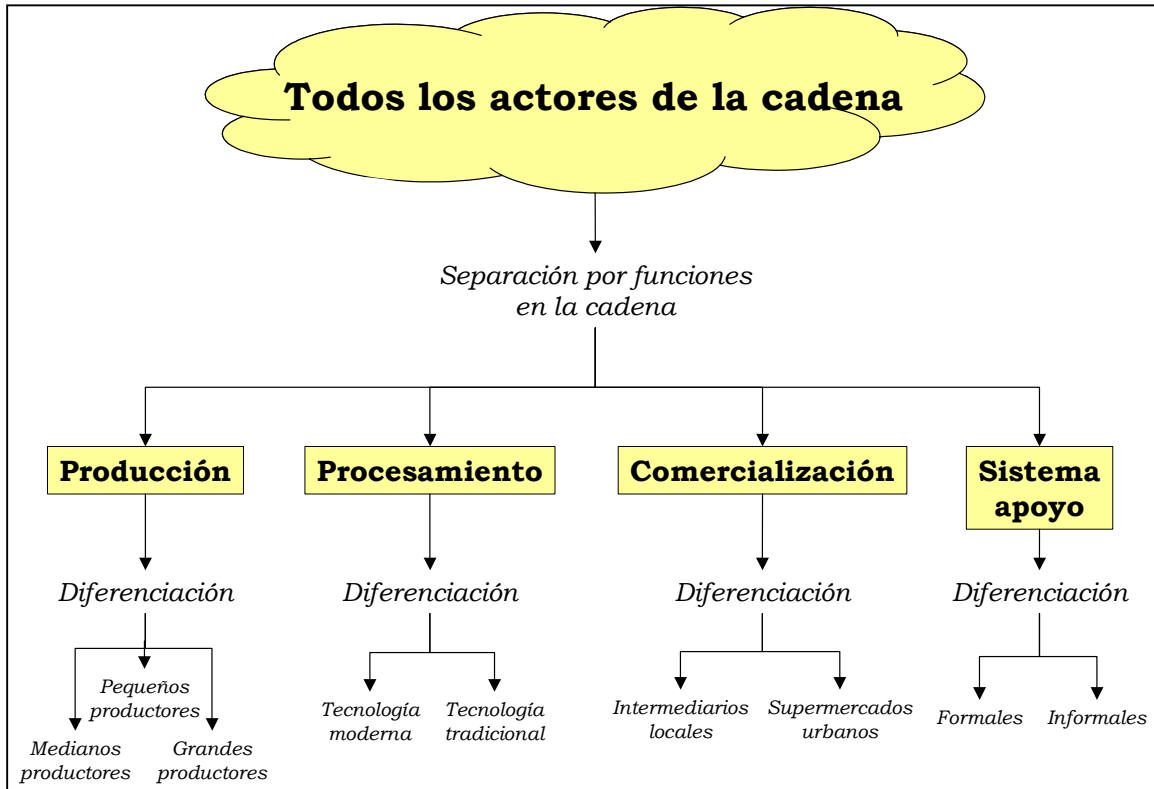 Todos los actores de la cadena
Separación por funciones
en la cadena
Producción
Procesamiento
Comercialización
Sistema
apoyo
Diferenciación
Diferenciación
Diferenciación
Diferenciación
Pequeños
productores
Medianos
productores
Grandes
productores
Tecnología
moderna
Tecnología
tradicional
Intermediarios
locales
Supermercados
urbanos
Formales
Informales